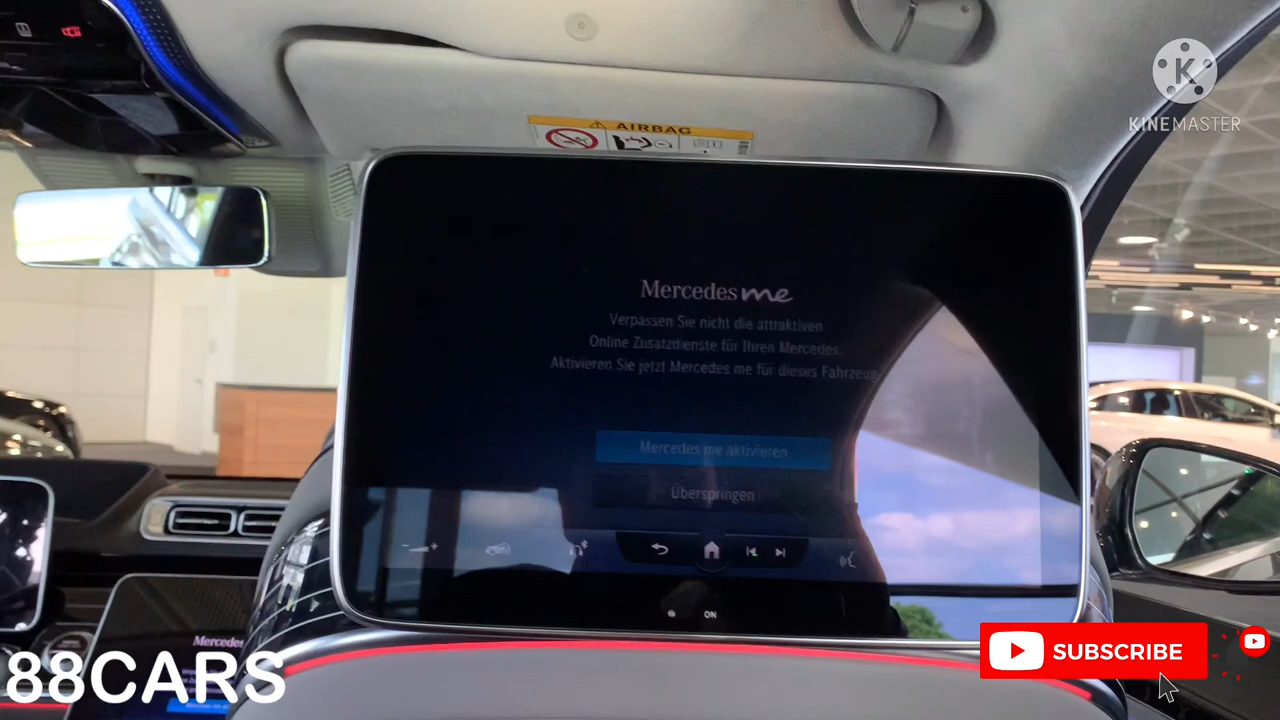 AIRBAG
KINEMASTER
Mercedes me
Verpassen Sie nicht die attraktiven
Online Zusatzdienste für Ihren Mercedes.
Aktivieren Sie jetzt Mercedes me für dieses Fahrzeug
Mercedes me aktivieren
Überspringen
ON
Mercedes
88CARS
SUBSCRIBE